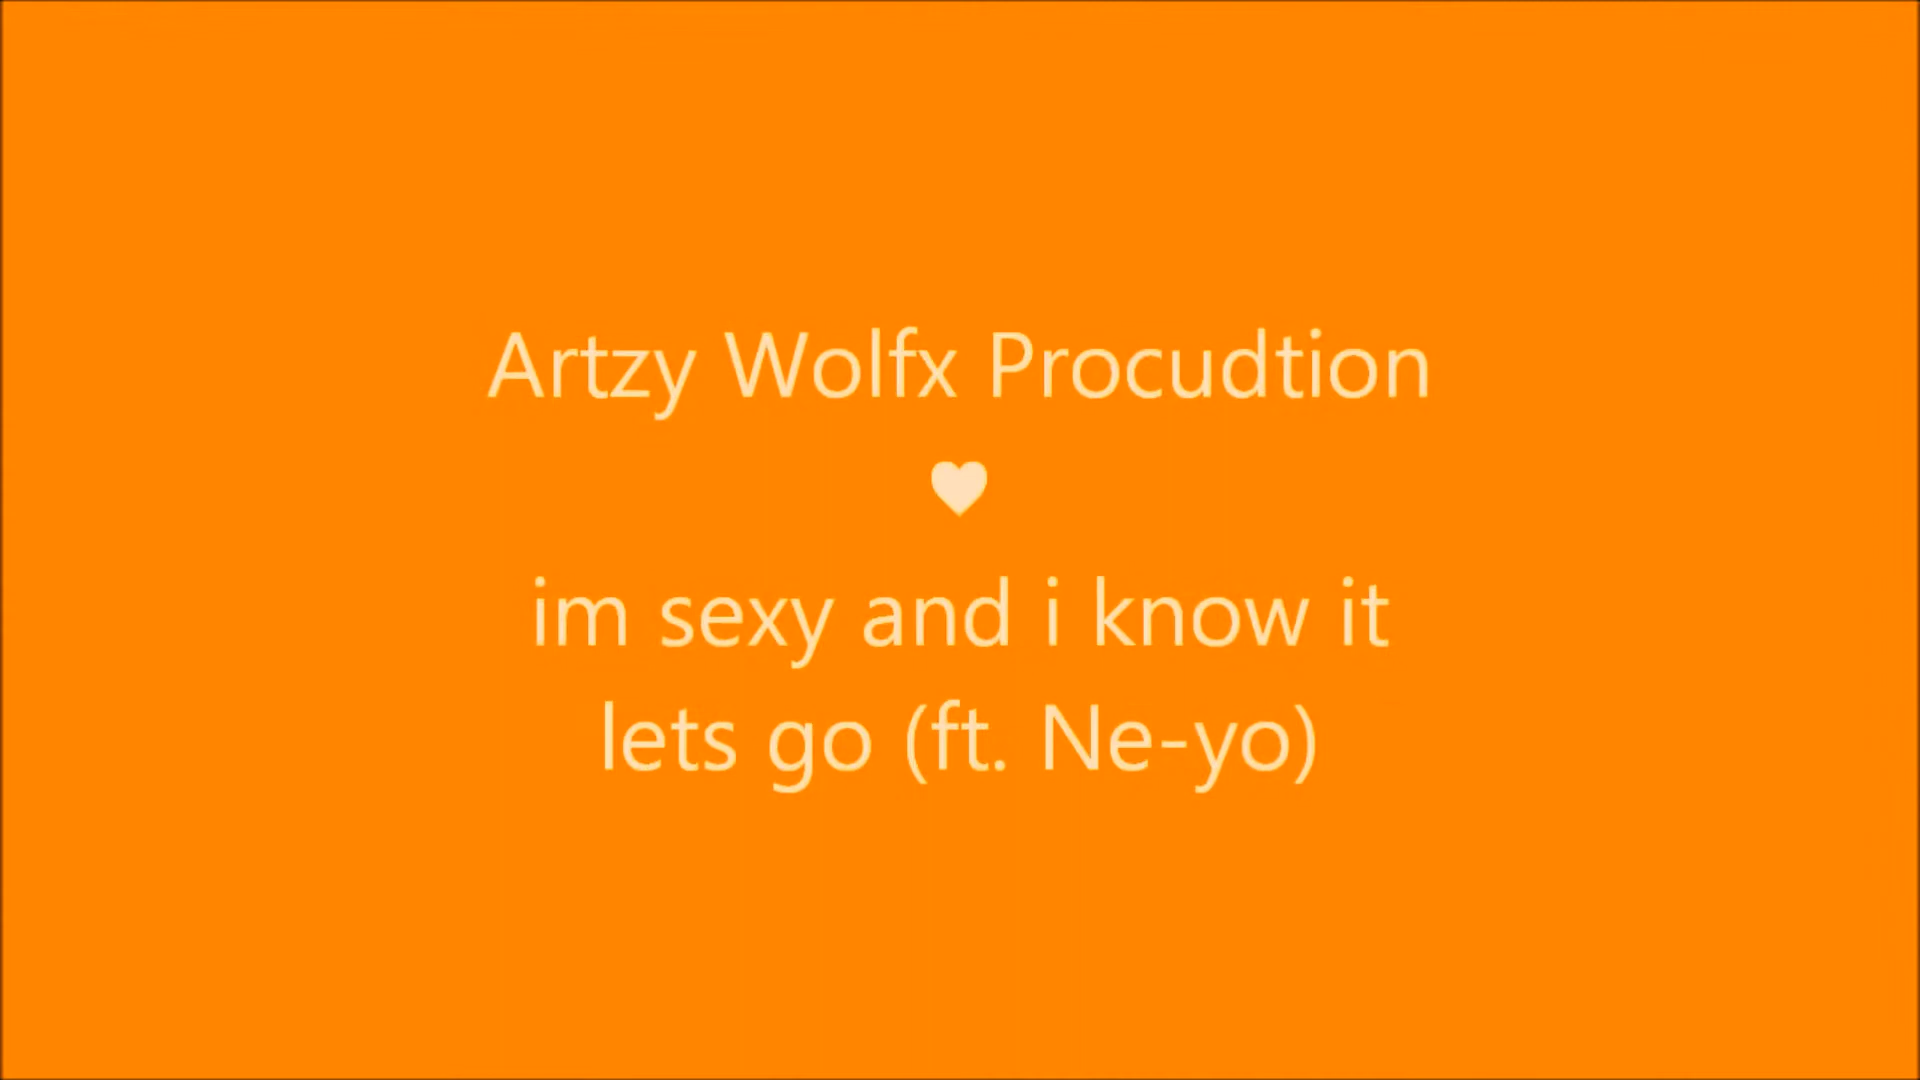 Artzy Wolfx Procudtion
♥
im sexy and i know it
lets go (ft. Ne-yo)